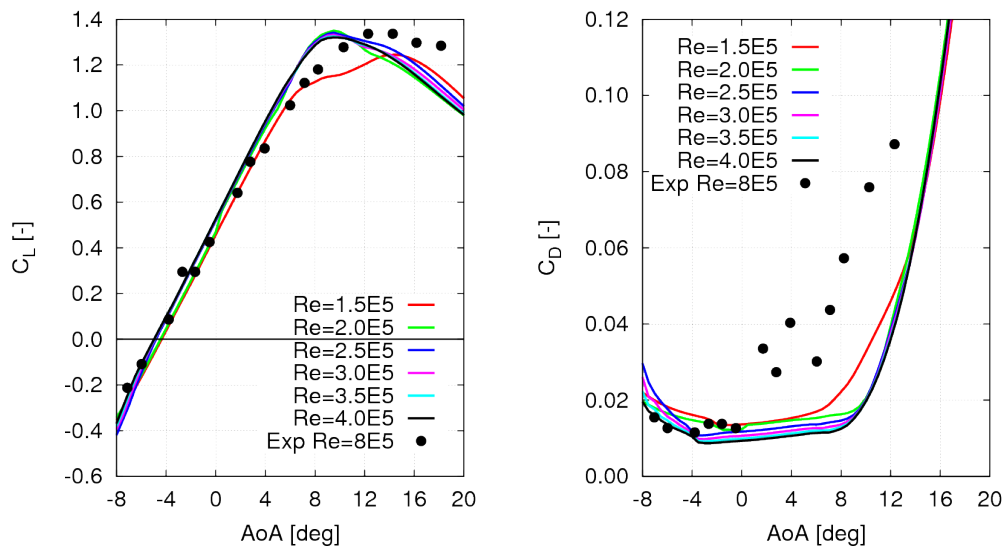 1.4
1.2
1.0
0.8
0.6
0.4
0.2
0.0
-0.2
-0.4
-0.6
-8 -4 0 4 8 12 16 20
C_L [-]
AoA [deg]
Re=1.5E5
Re=2.0E5
Re=2.5E5
Re=3.0E5
Re=3.5E5
Re=4.0E5
Exp Re=8E5
0.12
0.10
0.08
0.06
0.04
0.02
0.00
-8 -4 0 4 8 12 16 20
C_D [-]
AoA [deg]
Re=1.5E5
Re=2.0E5
Re=2.5E5
Re=3.0E5
Re=3.5E5
Re=4.0E5
Exp Re=8E5